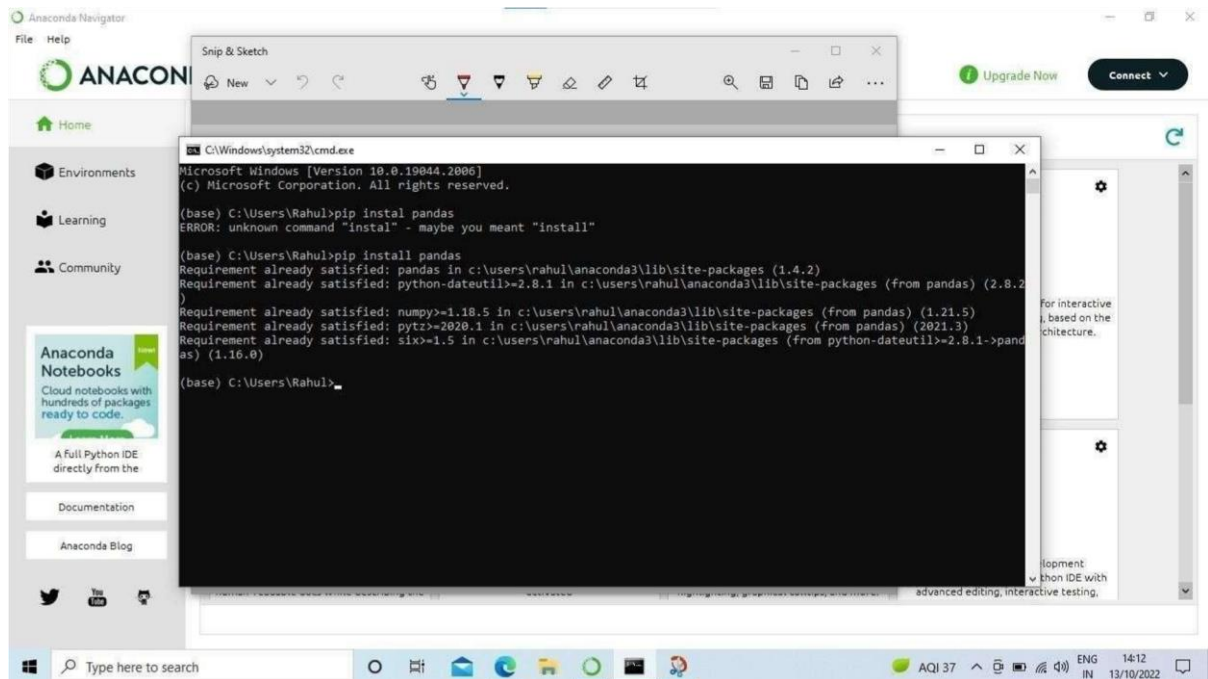 Anaconda Navigator
File Help
Snip & Sketch
ANACON
New
Upgrade Now
Connect
Home
Environments
Learning
Community
C:\Windows\system32\cmd.exe
Microsoft Windows [Version 10.0.19044.2006]
(c) Microsoft Corporation. All rights reserved.
(base) C:\Users\Rahul>pip instal pandas
ERROR: unknown command "instal" - maybe you meant "install"
(base) C:\Users\Rahul>pip install pandas
Requirement already satisfied: pandas in c:\users\rahul\anaconda3\lib\site-packages (1.4.2)
Requirement already satisfied: python-dateutil>=2.8.1 in c:\users\rahul\anaconda3\lib\site-packages (from pandas) (2.8.2
)
Requirement already satisfied: numpy>=1.18.5 in c:\users\rahul\anaconda3\lib\site-packages (from pandas) (1.21.5)
Requirement already satisfied: pytz>=2020.1 in c:\users\rahul\anaconda3\lib\site-packages (from pandas) (2021.3)
Requirement already satisfied: six>=1.5 in c:\users\rahul\anaconda3\lib\site-packages (from python-dateutil>=2.8.1->pand
as) (1.16.0)
(base) C:\Users\Rahul>
for interactive
, based on the
rchitecture.
Anaconda
Notebooks
Cloud notebooks with
hundreds of packages
ready to code.
A full Python IDE
directly from the
Documentation
Anaconda Blog
You
Tube
lopment
thon IDE with
advanced editing, interactive testing,
Type here to search
AQI 37
ENG
IN
14:12
13/10/2022